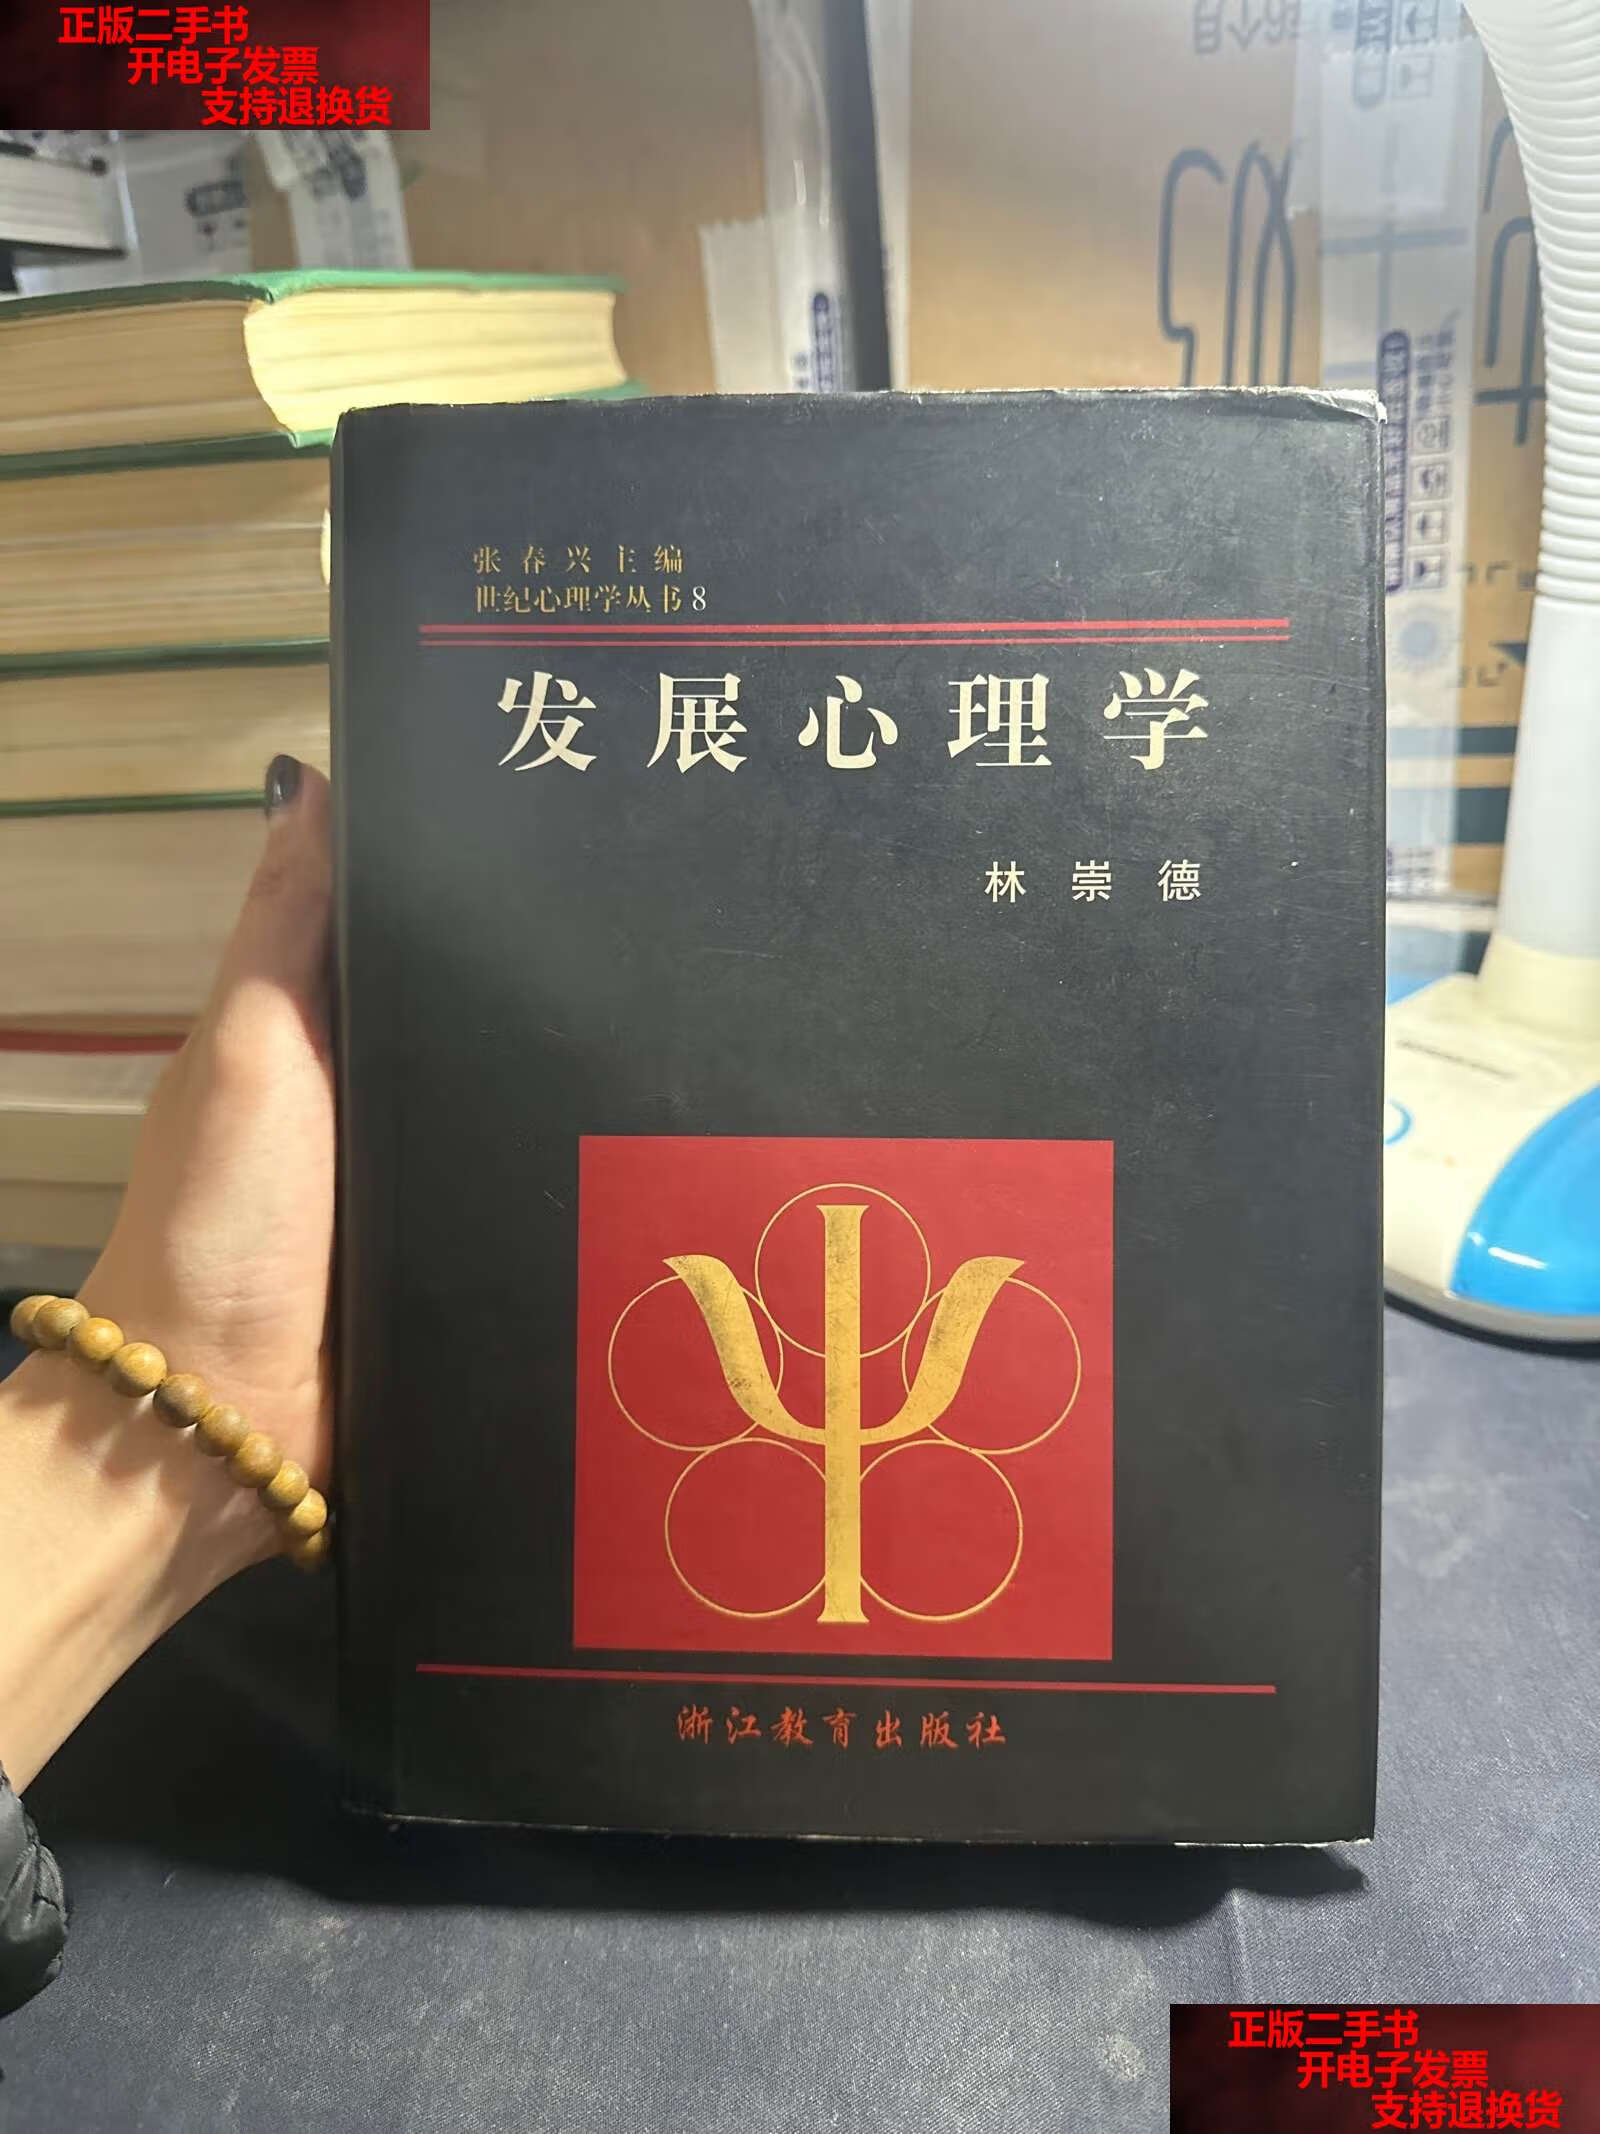 正版二手书
开电子发票
支持退换货
张春兴主编
世纪心理学丛书8
发展心理学
林崇德
浙江教育出版社
正版二手书
开电子发票
支持退换货